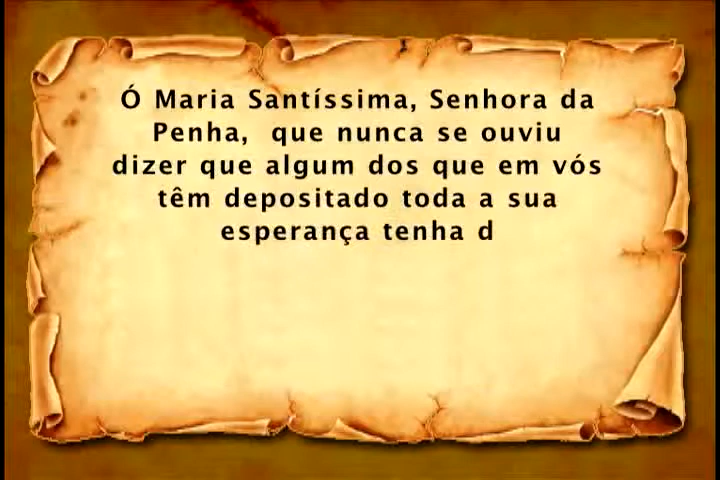 Ó Maria Santíssima, Senhora da
Penha, que nunca se ouviu
dizer que algum dos que em vós
têm depositado toda a sua
esperança tenha d